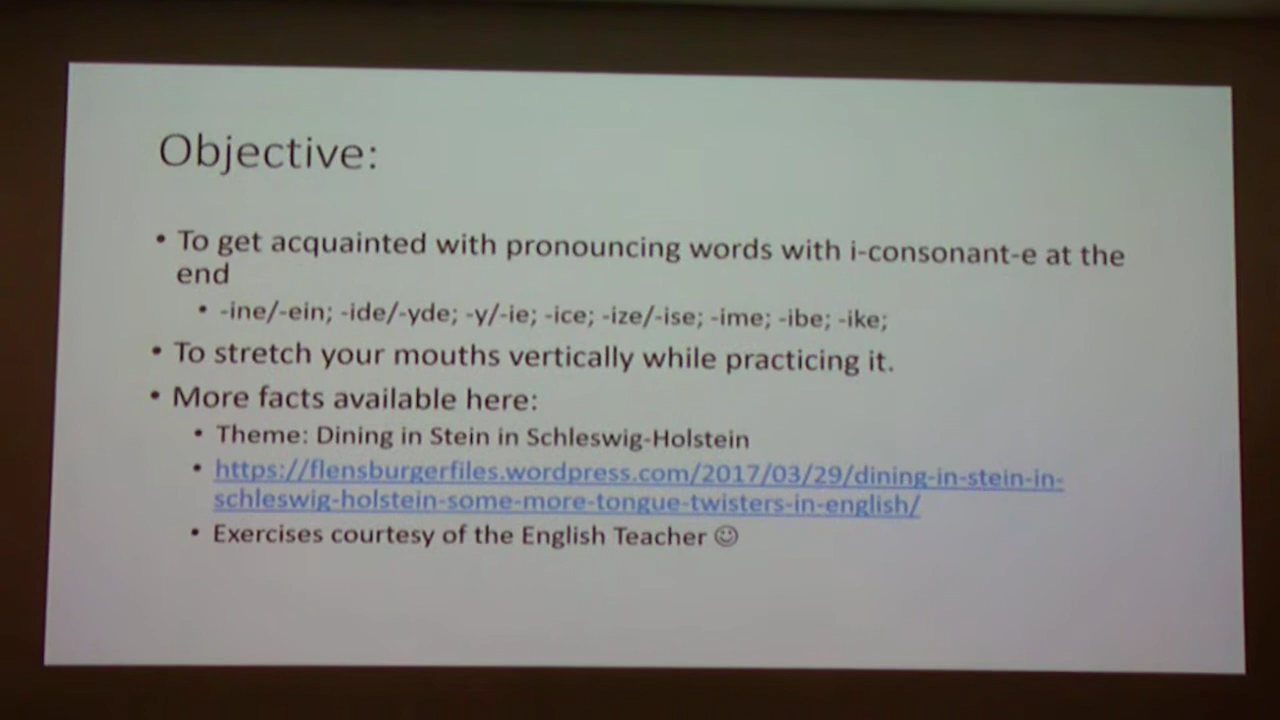 Objective:
• To get acquainted with pronouncing words with i-consonant-e at the
end
• -ine/-ein; -ide/-yde; -y/-ie; -ice; -ize/-ise; -ime; -ibe; -ike;
• To stretch your mouths vertically while practicing it.
• More facts available here:
• Theme: Dining in Stein in Schleswig-Holstein
• https://flensburgerfiles.wordpress.com/2017/03/29/dining-in-stein-in-
schleswig-holstein-some-more-tongue-twisters-in-english/
• Exercises courtesy of the English Teacher ☺